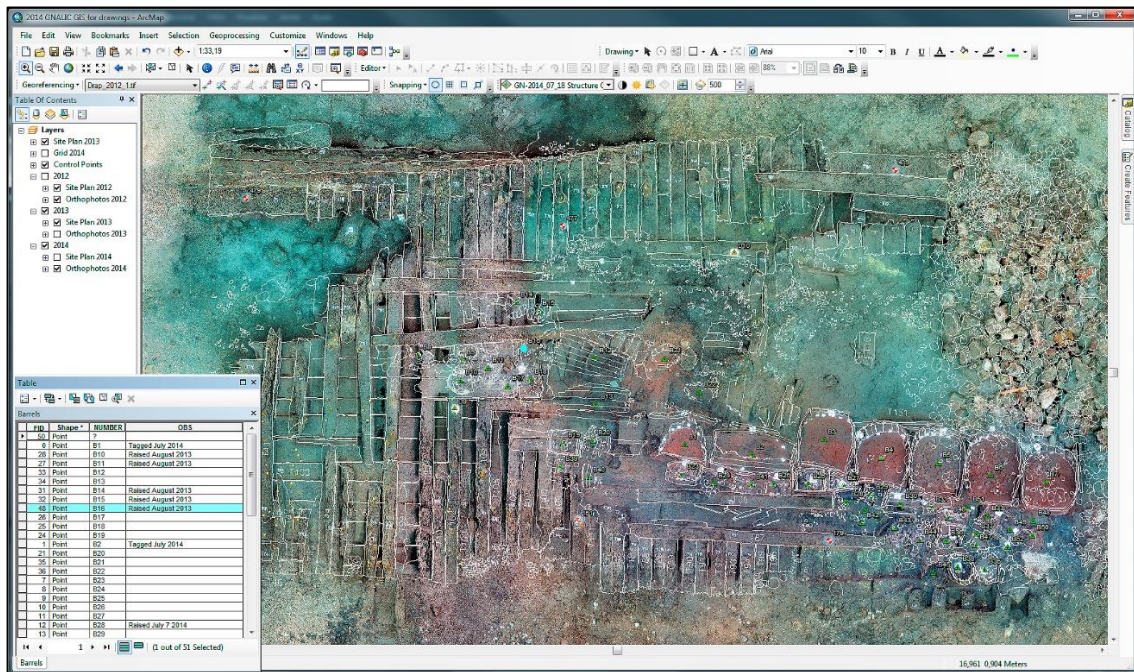 2014 GNALIC GIS for drawings - ArcMap
File Edit View Bookmarks Insert Selection Geoprocessing Customize Windows Help
1:33,19
Drawing
Arial
10
B I U A
Editor
88%
Georeferencing
Drap_2012_1.tif
Snapping
GN-2014_07_18 Structure
500
Table Of Contents
Layers
Site Plan 2013
Grid 2014
Control Points
2012
Site Plan 2012
Orthophotos 2012
2013
Site Plan 2013
Orthophotos 2013
2014
Site Plan 2014
Orthophotos 2014
Catalog
Create Features
Table
Barrels
FID Shape * NUMBER OBS
50 Point ?
0 Point B1 Tagged July 2014
28 Point B10 Raised August 2013
27 Point B11 Raised August 2013
33 Point B12
34 Point B13
31 Point B14 Raised August 2013
32 Point B15 Raised August 2013
48 Point B16 Raised August 2013
26 Point B17
25 Point B18
24 Point B19
1 Point B2 Tagged July 2014
21 Point B20
35 Point B21
36 Point B22
7 Point B23
8 Point B24
9 Point B25
10 Point B26
11 Point B27
12 Point B28 Raised July 7 2014
13 Point B29
1 (1 out of 51 Selected)
Barrels
16,961 0,904 Meters